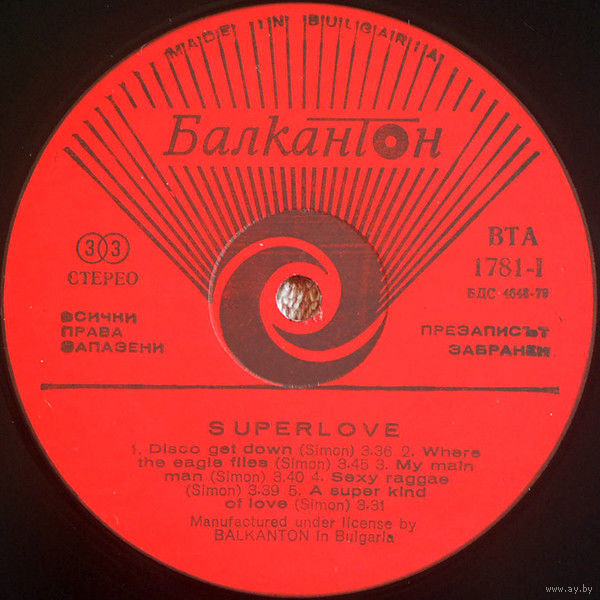 MADE IN BULGARIA
Балкантон
33
СТЕРЕО
ВТА
1781-I
БДС 4648-79
ВСИЧКИ
ПРАВА
ЗАПАЗЕНИ
ПРЕЗАПИСЪТ
ЗАБРАНЕН
SUPERLOVE
1. Disco get down (Simon) 3.36 2. Where
the eagle flies (Simon) 3.45 3. My main
man (Simon) 3.40 4. Sexy raggae
(Simon) 3.39 5. A super kind
of love (Simon) 3.31
Manufactured under license by
BALKANTON in Bulgaria
www.ay.by